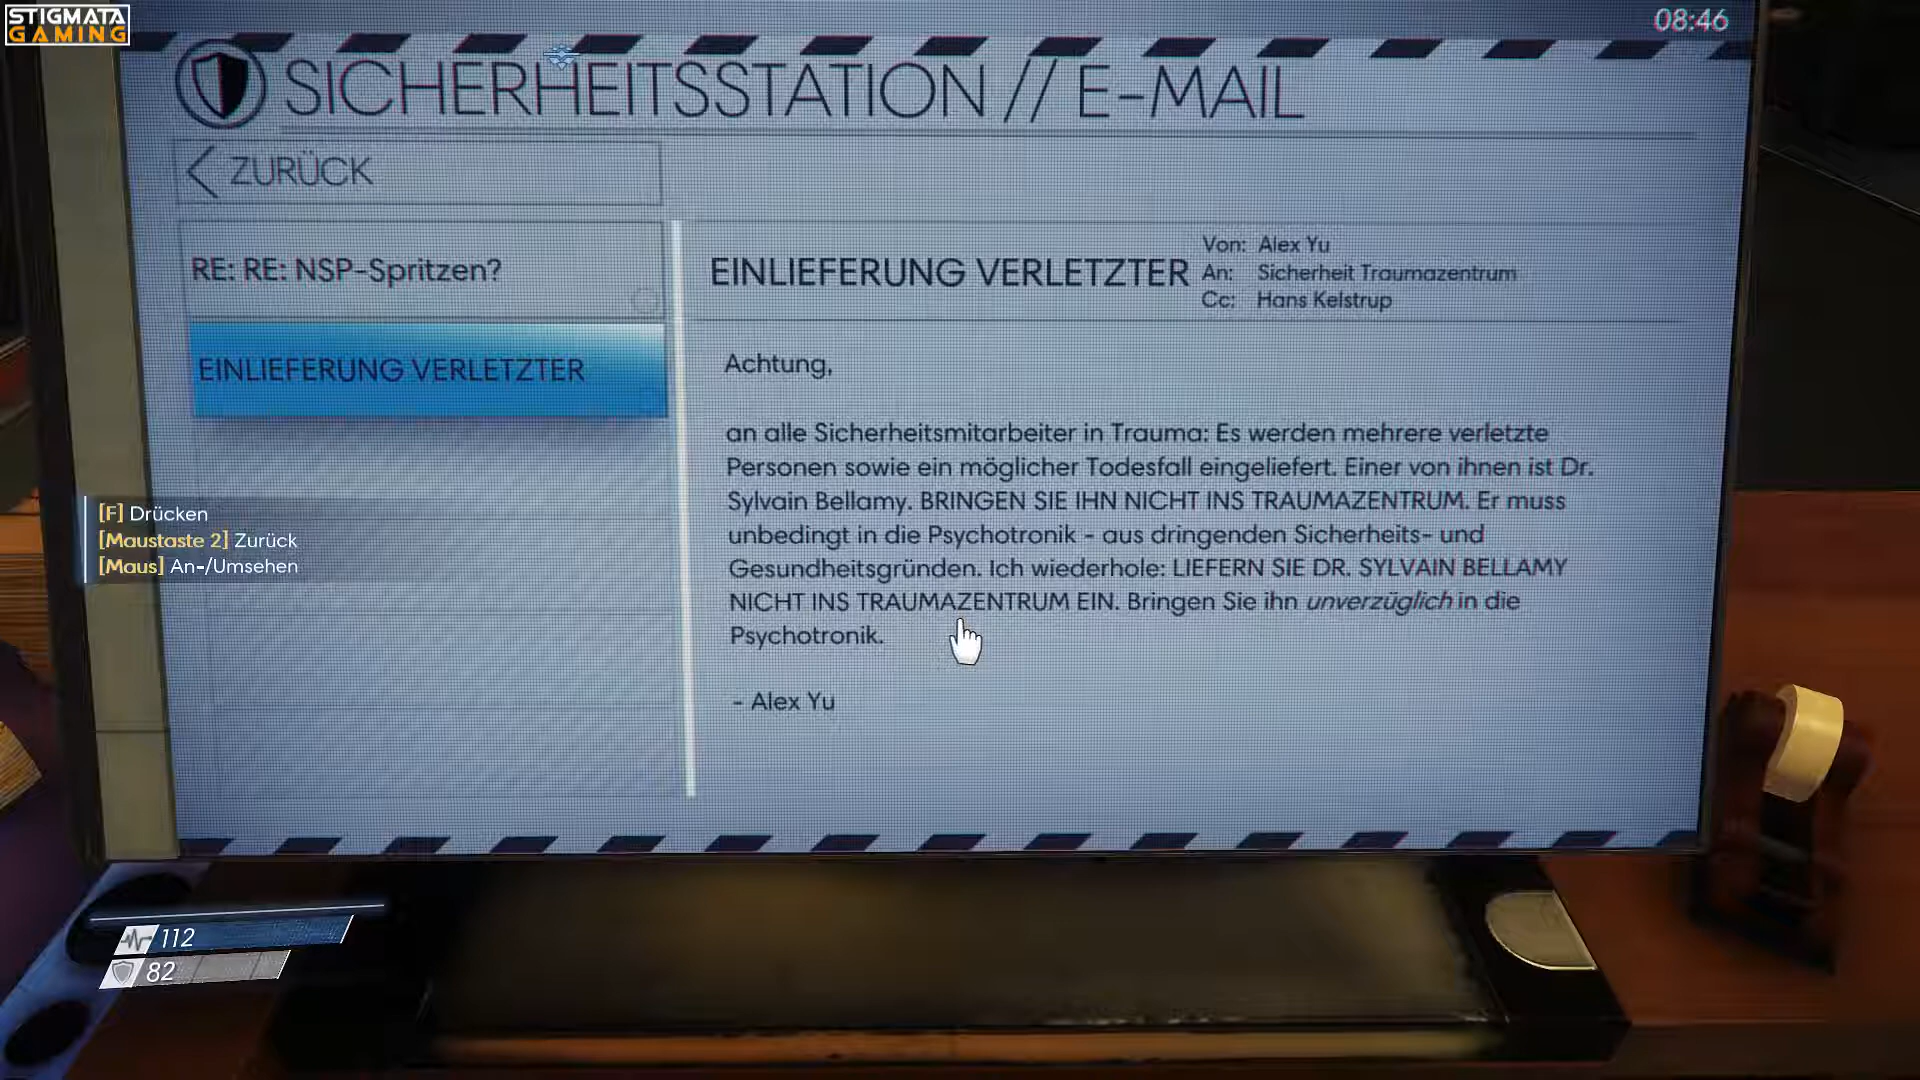 STIGMATA
GAMING
08:46
SICHERHEITSSTATION // E-MAIL
ZURÜCK
RE: RE: NSP-Spritzen?
EINLIEFERUNG VERLETZTER
EINLIEFERUNG VERLETZTER
Von: Alex Yu
An: Sicherheit Traumazentrum
Cc: Hans Kelstrup
Achtung,
an alle Sicherheitsmitarbeiter in Trauma: Es werden mehrere verletzte
Personen sowie ein möglicher Todesfall eingeliefert. Einer von ihnen ist Dr.
Sylvain Bellamy. BRINGEN SIE IHN NICHT INS TRAUMAZENTRUM. Er muss
unbedingt in die Psychotronik - aus dringenden Sicherheits- und
Gesundheitsgründen. Ich wiederhole: LIEFERN SIE DR. SYLVAIN BELLAMY
NICHT INS TRAUMAZENTRUM EIN. Bringen Sie ihn unverzüglich in die
Psychotronik.
- Alex Yu
[F] Drücken
[Maustaste 2] Zurück
[Maus] An-/Umsehen
112
82